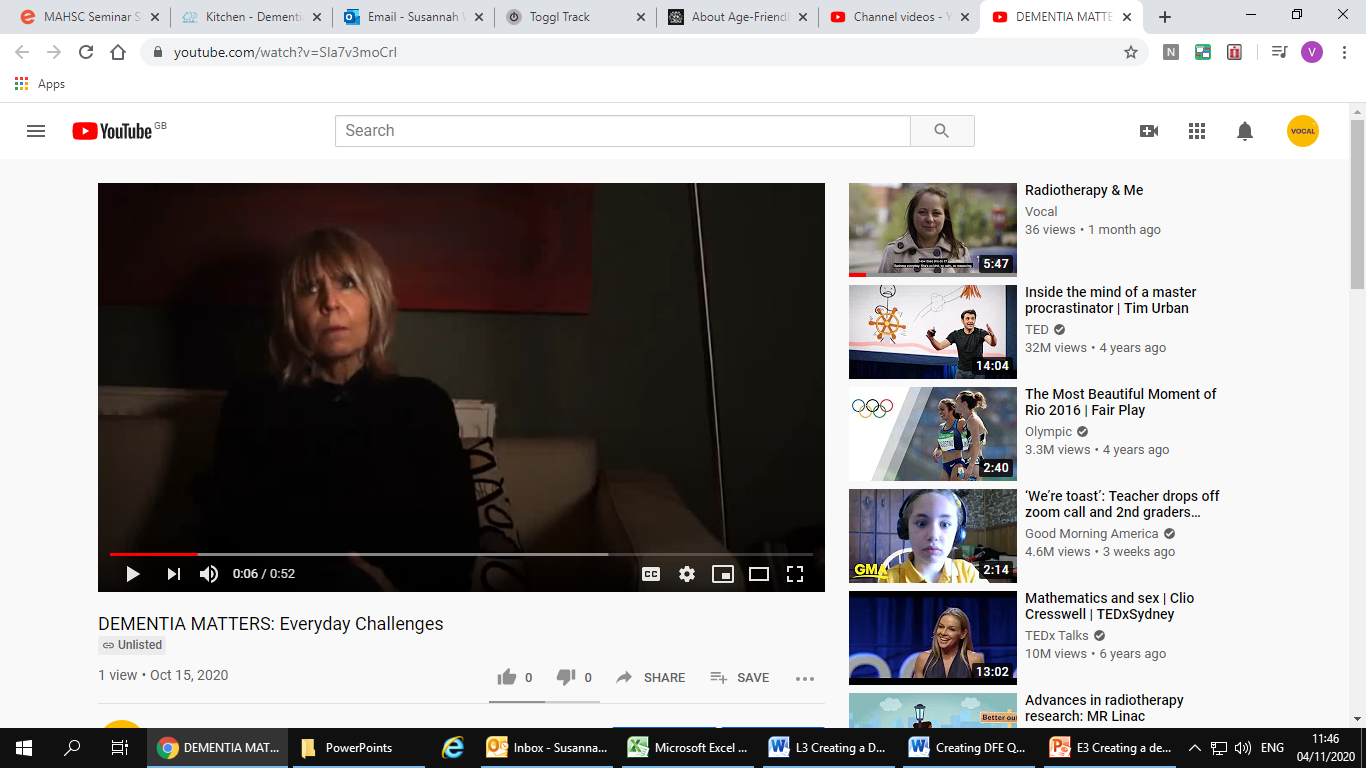 MAHSC Seminar S
Kitchen - Dementi
Email - Susannah
Toggl Track
About Age-Friendl
Channel videos - Y
DEMENTIA MATTE
youtube.com/watch?v=Sla7v3moCrI
N
V
Apps
YouTube GB
Search
VOCAL
0:06 / 0:52
CC
DEMENTIA MATTERS: Everyday Challenges
Unlisted
1 view • Oct 15, 2020
0
0
SHARE
SAVE
5:47
Radiotherapy & Me
Vocal
36 views • 1 month ago
14:04
Inside the mind of a master
procrastinator | Tim Urban
TED
32M views • 4 years ago
2:40
The Most Beautiful Moment of
Rio 2016 | Fair Play
Olympic
3.3M views • 4 years ago
GMA
2:14
‘We’re toast’: Teacher drops off
zoom call and 2nd graders…
Good Morning America
4.6M views • 3 weeks ago
13:02
Mathematics and sex | Clio
Cresswell | TEDxSydney
TEDx Talks
10M views • 6 years ago
Better
Advances in radiotherapy
research: MR Linac
DEMENTIA MAT...
PowerPoints
Inbox - Susanna...
Microsoft Excel ...
L3 Creating a D...
Creating DFE Q...
E3 Creating a de...
ENG
11:46
04/11/2020